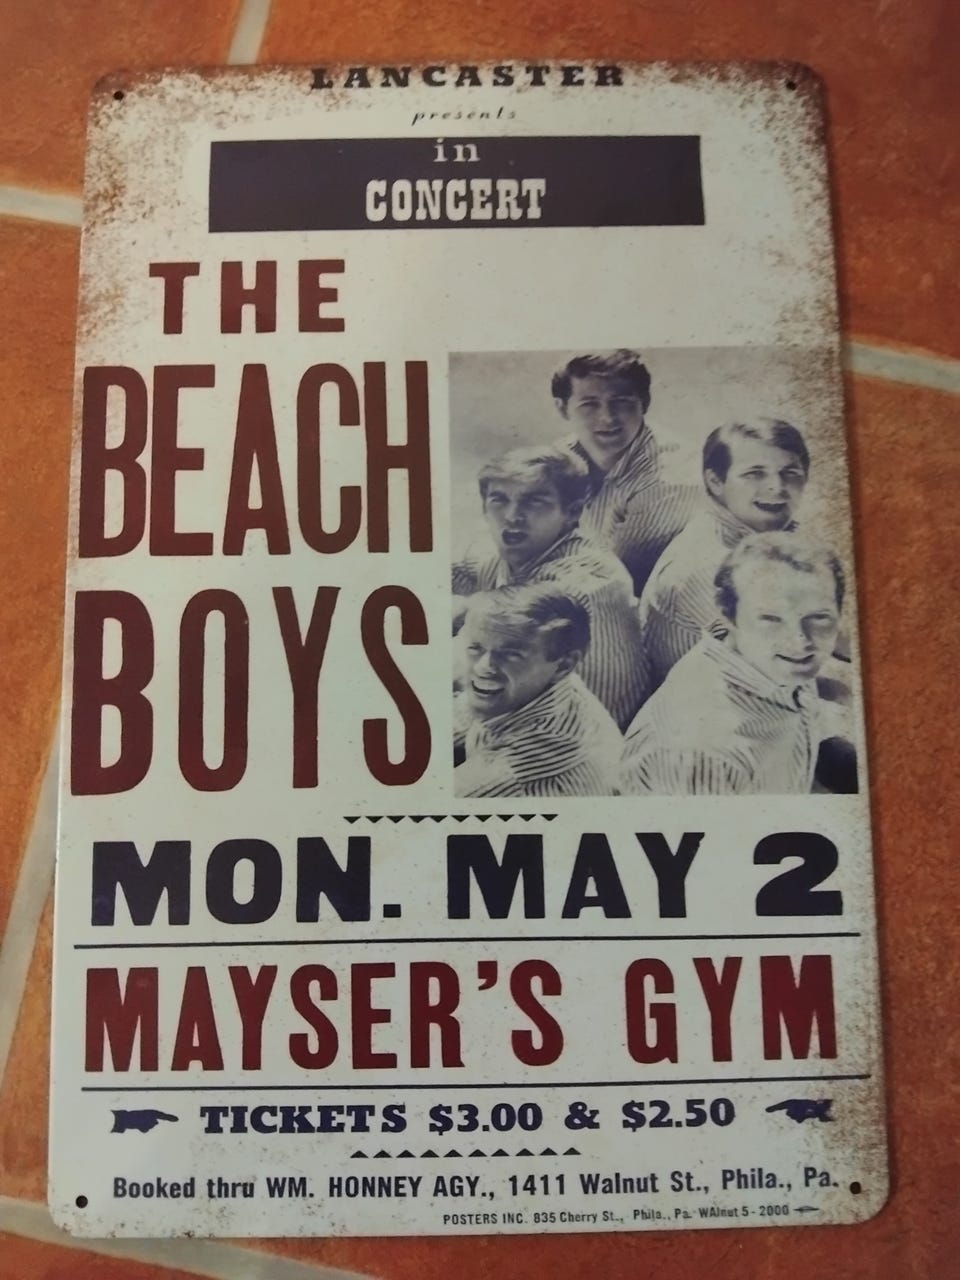 LANCASTER
presents
in
CONCERT
THE
BEACH
BOYS
MON. MAY 2
MAYSER'S GYM
TICKETS $3.00 & $2.50
Booked thru WM. HONNEY AGY., 1411 Walnut St., Phila., Pa.
POSTERS INC. 835 Cherry St., Phila., Pa. WAlnut 5-2000